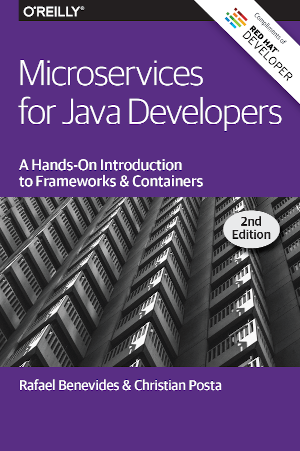 O'REILLY®
Compliments of
RED HAT
DEVELOPER
Microservices
for Java Developers
A Hands-On Introduction
to Frameworks & Containers
2nd
Edition
Rafael Benevides & Christian Posta